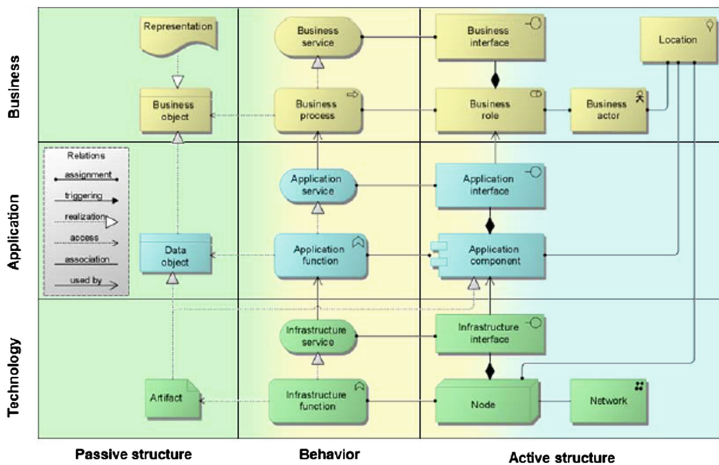 Business
Representation
Business
service
Business
interface
Location
Business
object
Business
process
Business
role
Business
actor
Application
Relations
assignment
triggering
realization
access
association
used by
Application
service
Application
interface
Data
object
Application
function
Application
component
Technology
Infrastructure
service
Infrastructure
interface
Artifact
Infrastructure
function
Node
Network
Passive structure
Behavior
Active structure